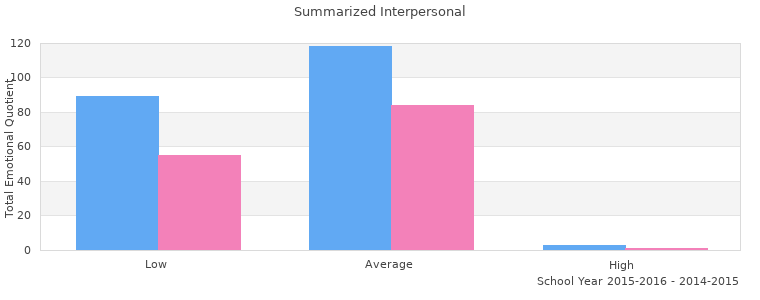 Summarized Interpersonal
Total Emotional Quotient
120
100
80
60
40
20
0
Low
Average
High
School Year 2015-2016 - 2014-2015